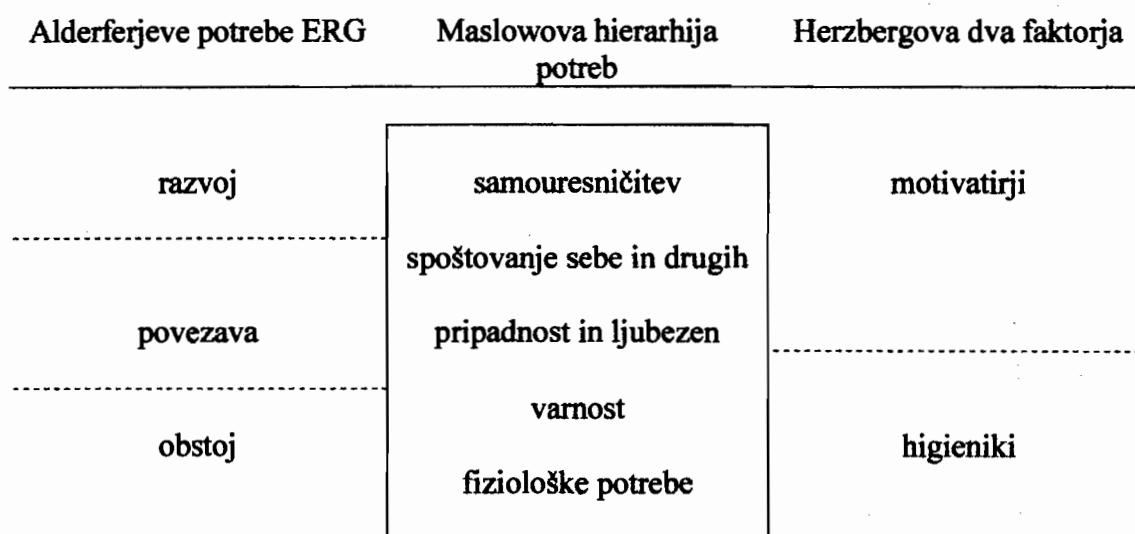 Alderferjeve potrebe ERG
Maslowova hierarhija
potreb
Herzbergova dva faktorja
razvoj
samouresničitev
motivatirji
spoštovanje sebe in drugih
povezava
pripadnost in ljubezen
varnost
obstoj
higieniki
fiziološke potrebe